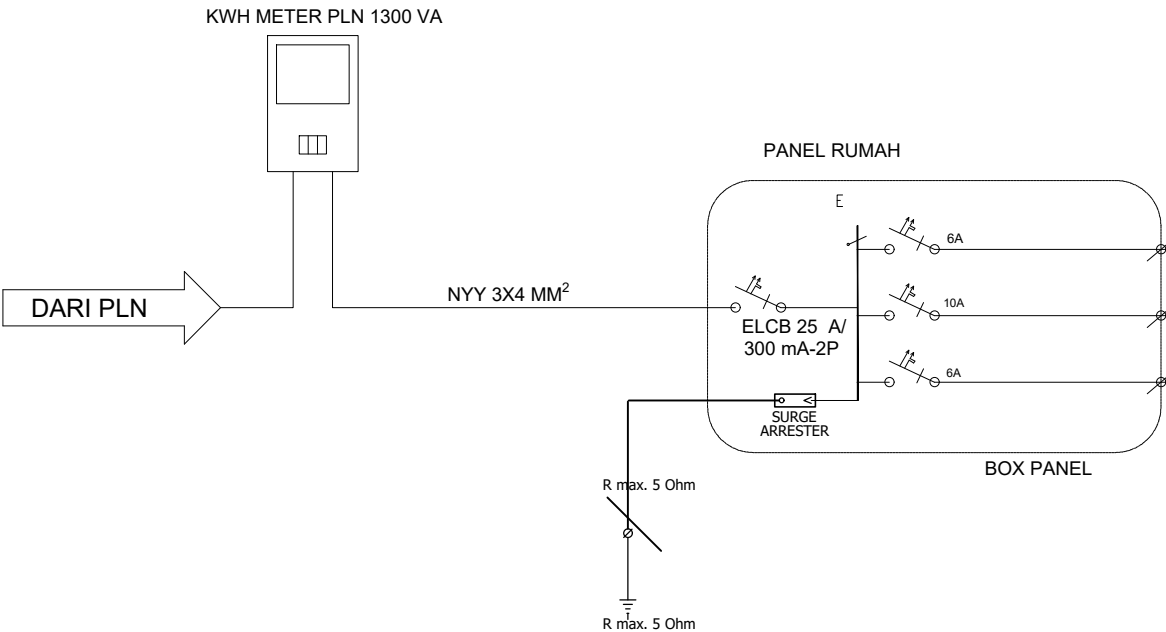 KWH METER PLN 1300 VA
PANEL RUMAH
E
6A
DARI PLN
NYY 3X4 MM²
10A
ELCB 25 A/
300 mA-2P
6A
SURGE
ARRESTER
BOX PANEL
R max. 5 Ohm
R max. 5 Ohm